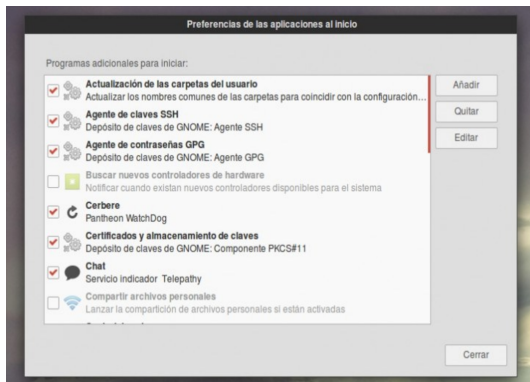 Preferencias de las aplicaciones al inicio
Programas adicionales para iniciar:
Actualización de las carpetas del usuario
Actualizar los nombres comunes de las carpetas para coincidir con la configuración...
Agente de claves SSH
Depósito de claves de GNOME: Agente SSH
Agente de contraseñas GPG
Depósito de claves de GNOME: Agente GPG
Buscar nuevos controladores de hardware
Notificar cuando existan nuevos controladores disponibles para el sistema
Cerbere
Pantheon WatchDog
Certificados y almacenamiento de claves
Depósito de claves de GNOME: Componente PKCS#11
Chat
Servicio indicador Telepathy
Compartir archivos personales
Lanzar la compartición de archivos personales si están activadas
Añadir
Quitar
Editar
Cerrar